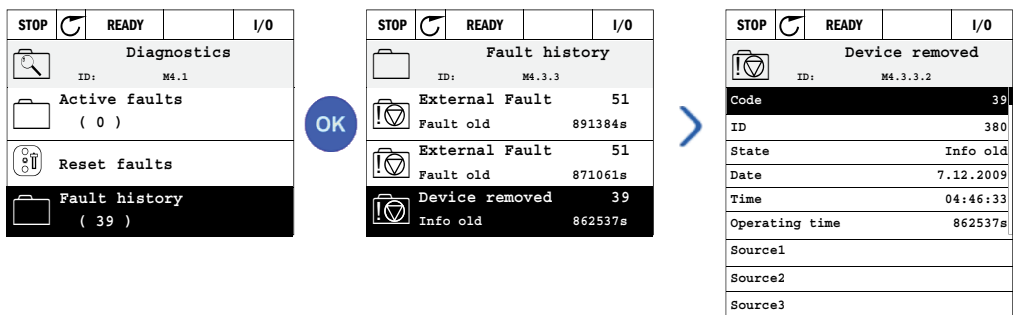 STOP READY I/O
Diagnostics
ID: M4.1
Active faults
( 0 )
Reset faults
Fault history
( 39 )
OK
STOP READY I/O
Fault history
ID: M4.3.3
External Fault 51
Fault old 891384s
External Fault 51
Fault old 871061s
Device removed 39
Info old 862537s
STOP READY I/O
Device removed
ID: M4.3.3.2
Code 39
ID 380
State Info old
Date 7.12.2009
Time 04:46:33
Operating time 862537s
Source1
Source2
Source3